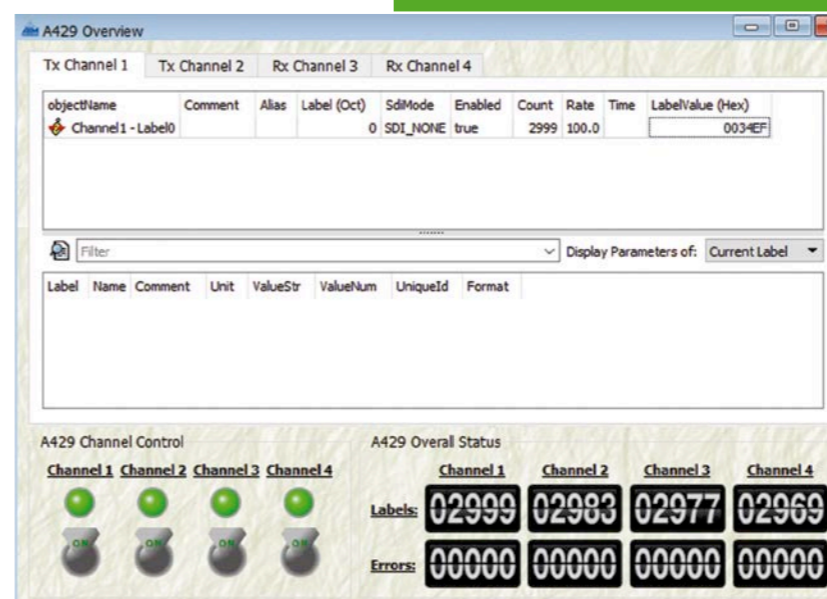 A429 Overview
Tx Channel 1 Tx Channel 2 Rx Channel 3 Rx Channel 4
objectName Comment Alias Label (Oct) SdiMode Enabled Count Rate Time LabelValue (Hex)
Channel1 - Label0 0 SDI_NONE true 2999 100.0 0034EF
Filter Display Parameters of: Current Label
Label Name Comment Unit ValueStr ValueNum UniqueId Format
A429 Channel Control A429 Overall Status
Channel 1 Channel 2 Channel 3 Channel 4 Channel 1 Channel 2 Channel 3 Channel 4
Labels: 02999 02983 02977 02969
ON ON ON ON
Errors: 00000 00000 00000 00000